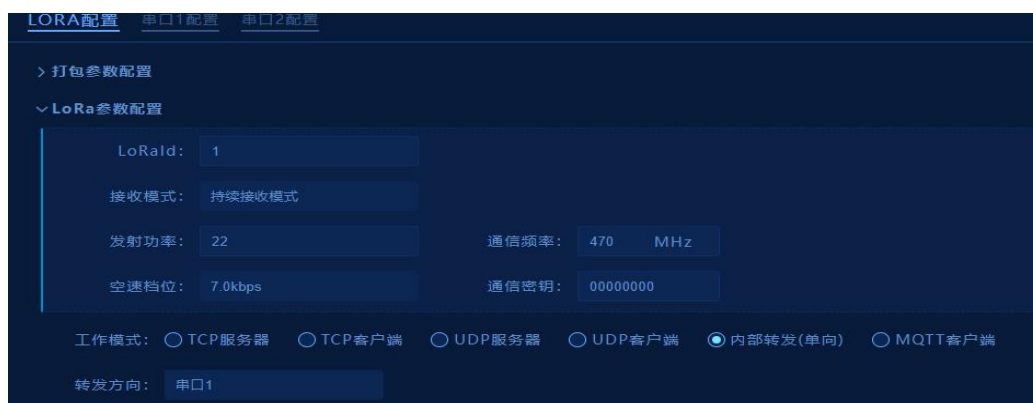 LORA配置 串口1配置 串口2配置
打包参数配置
LoRa参数配置
LoRaId: 1
接收模式: 持续接收模式
发射功率: 22 通信频率: 470 MHz
空速档位: 7.0kbps 通信密钥: 00000000
工作模式: TCP服务器 TCP客户端 UDP服务器 UDP客户端 内部转发(单向) MQTT客户端
转发方向: 串口1